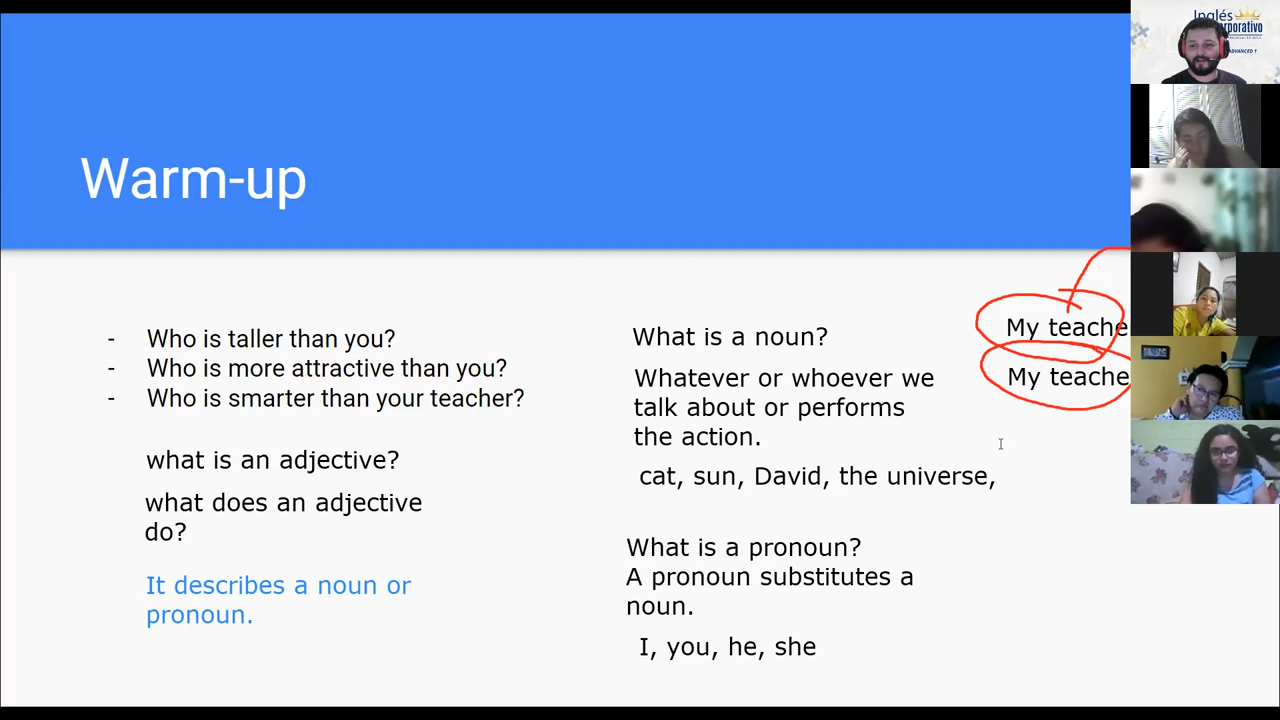 Warm-up
- Who is taller than you?
- Who is more attractive than you?
- Who is smarter than your teacher?
what is an adjective?
what does an adjective
do?
It describes a noun or
pronoun.
What is a noun?
Whatever or whoever we
talk about or performs
the action.
cat, sun, David, the universe,
What is a pronoun?
A pronoun substitutes a
noun.
I, you, he, she
My teache
My teache
Inglés
rporativo
ADVANCED 1